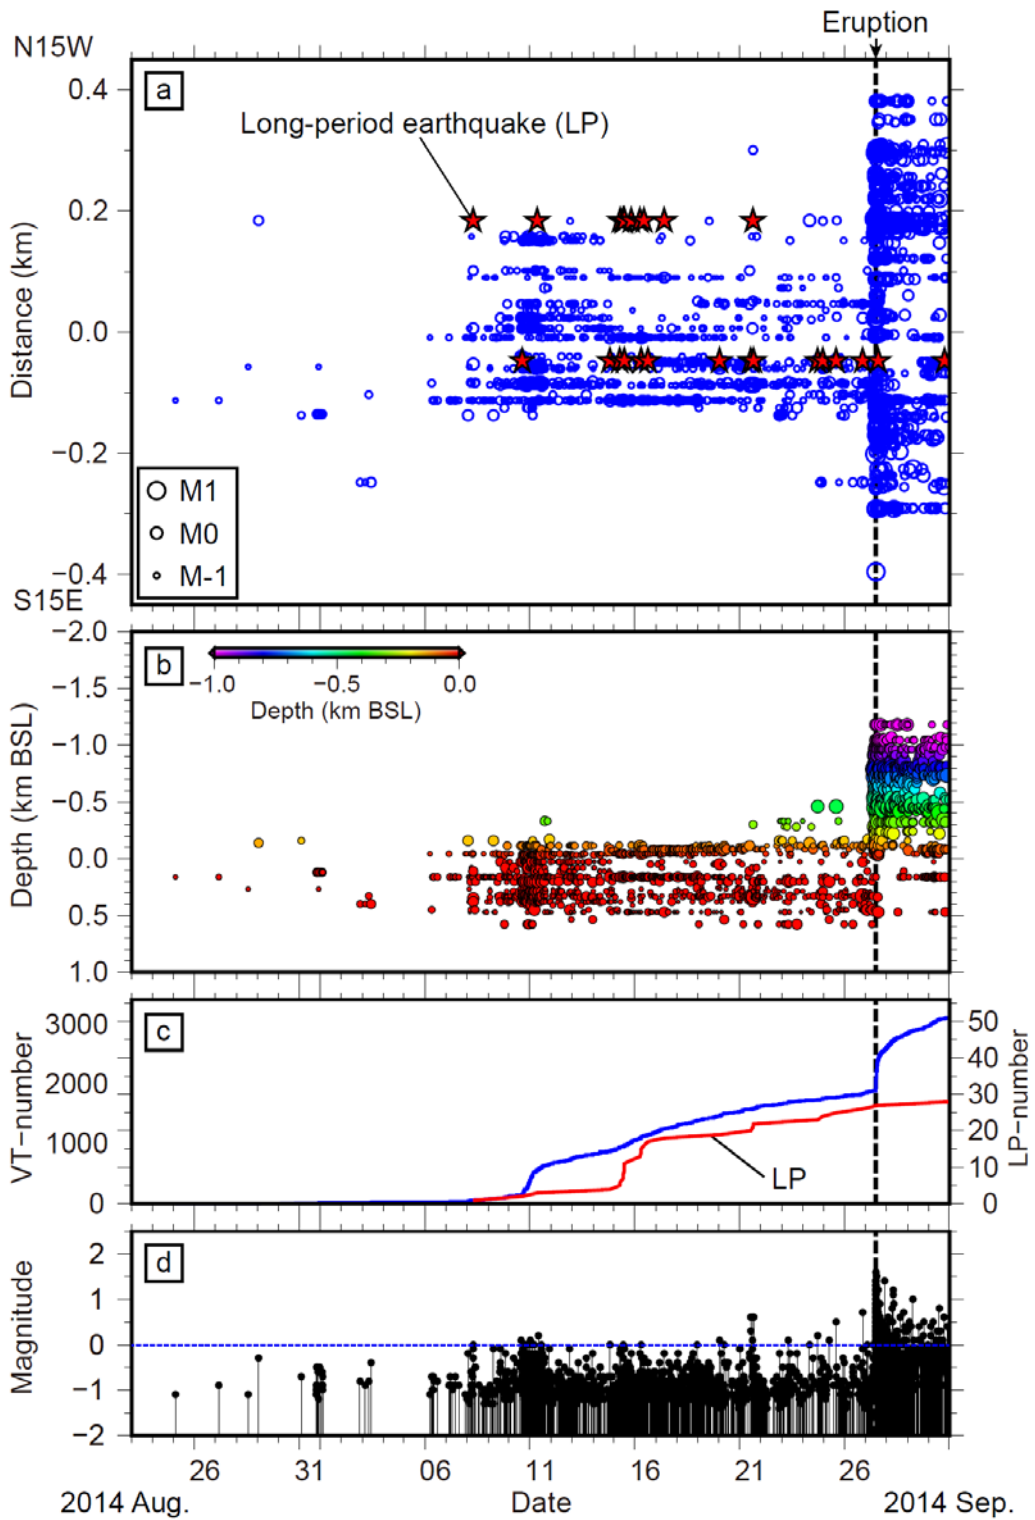 Eruption
N15W
a
Long-period earthquake (LP)
0.4
0.2
0.0
−0.2
−0.4
Distance (km)
M1
M0
M-1
S15E
b
−2.0
−1.5
−1.0
−0.5
0.0
0.5
1.0
Depth (km BSL)
−1.0 −0.5 0.0
Depth (km BSL)
c
3000
2000
1000
0
VT−number
50
40
30
20
10
0
LP−number
LP
d
2
1
0
−1
−2
Magnitude
26 31 06 11 16 21 26
2014 Aug. Date 2014 Sep.